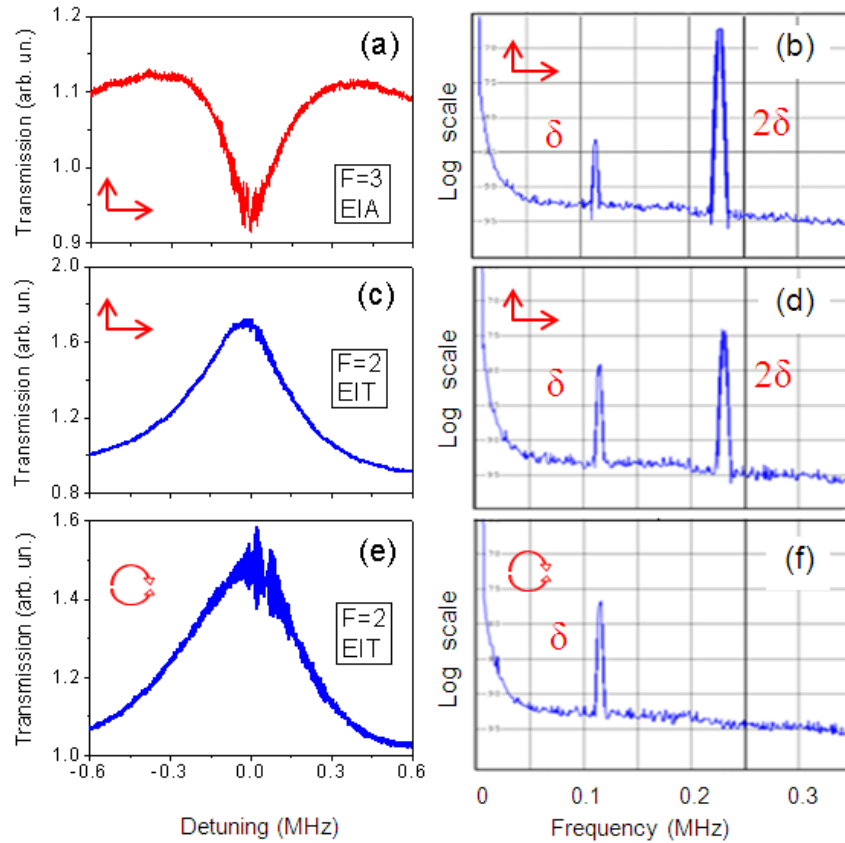 (a)
Transmission (arb. un.)
1.2
1.1
1.0
0.9
F=3
EIA
(b)
Log scale
δ
2δ
(c)
Transmission (arb. un.)
2.0
1.6
1.2
0.8
F=2
EIT
(d)
Log scale
δ
2δ
(e)
Transmission (arb. un.)
1.6
1.4
1.2
1.0
F=2
EIT
-0.6 -0.3 0.0 0.3 0.6
Detuning (MHz)
(f)
Log scale
δ
0 0.1 0.2 0.3
Frequency (MHz)